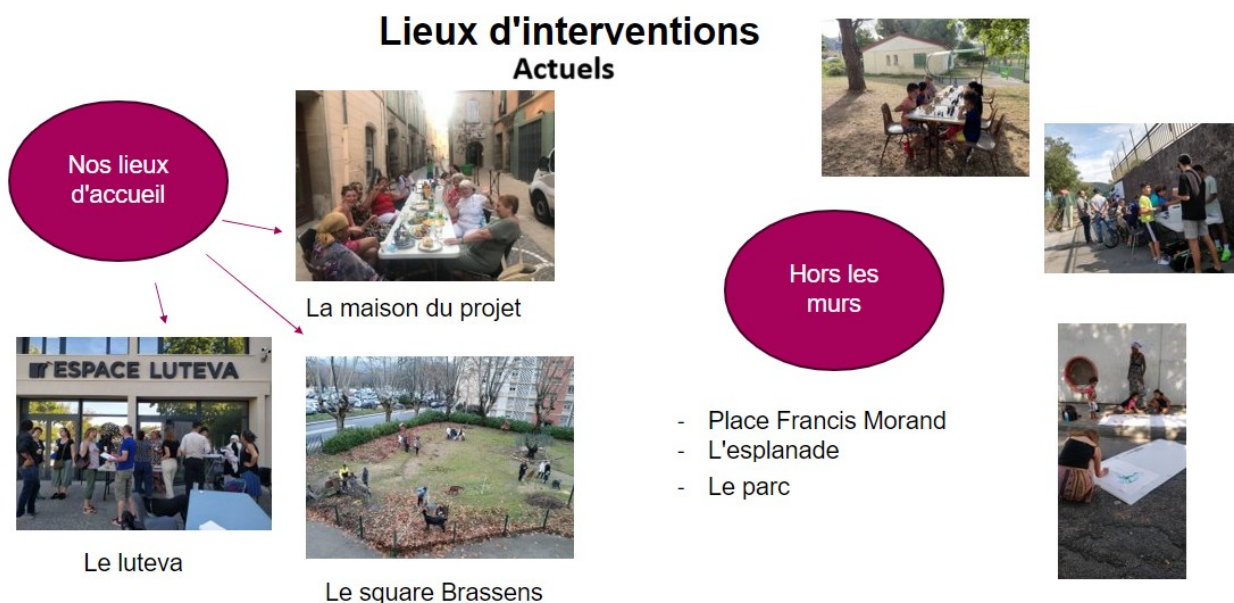 Lieux d'interventions
Actuels
Nos lieux
d'accueil
La maison du projet
ESPACE LUTEVA
Le luteva
Le square Brassens
Hors les
murs
- Place Francis Morand
- L'esplanade
- Le parc